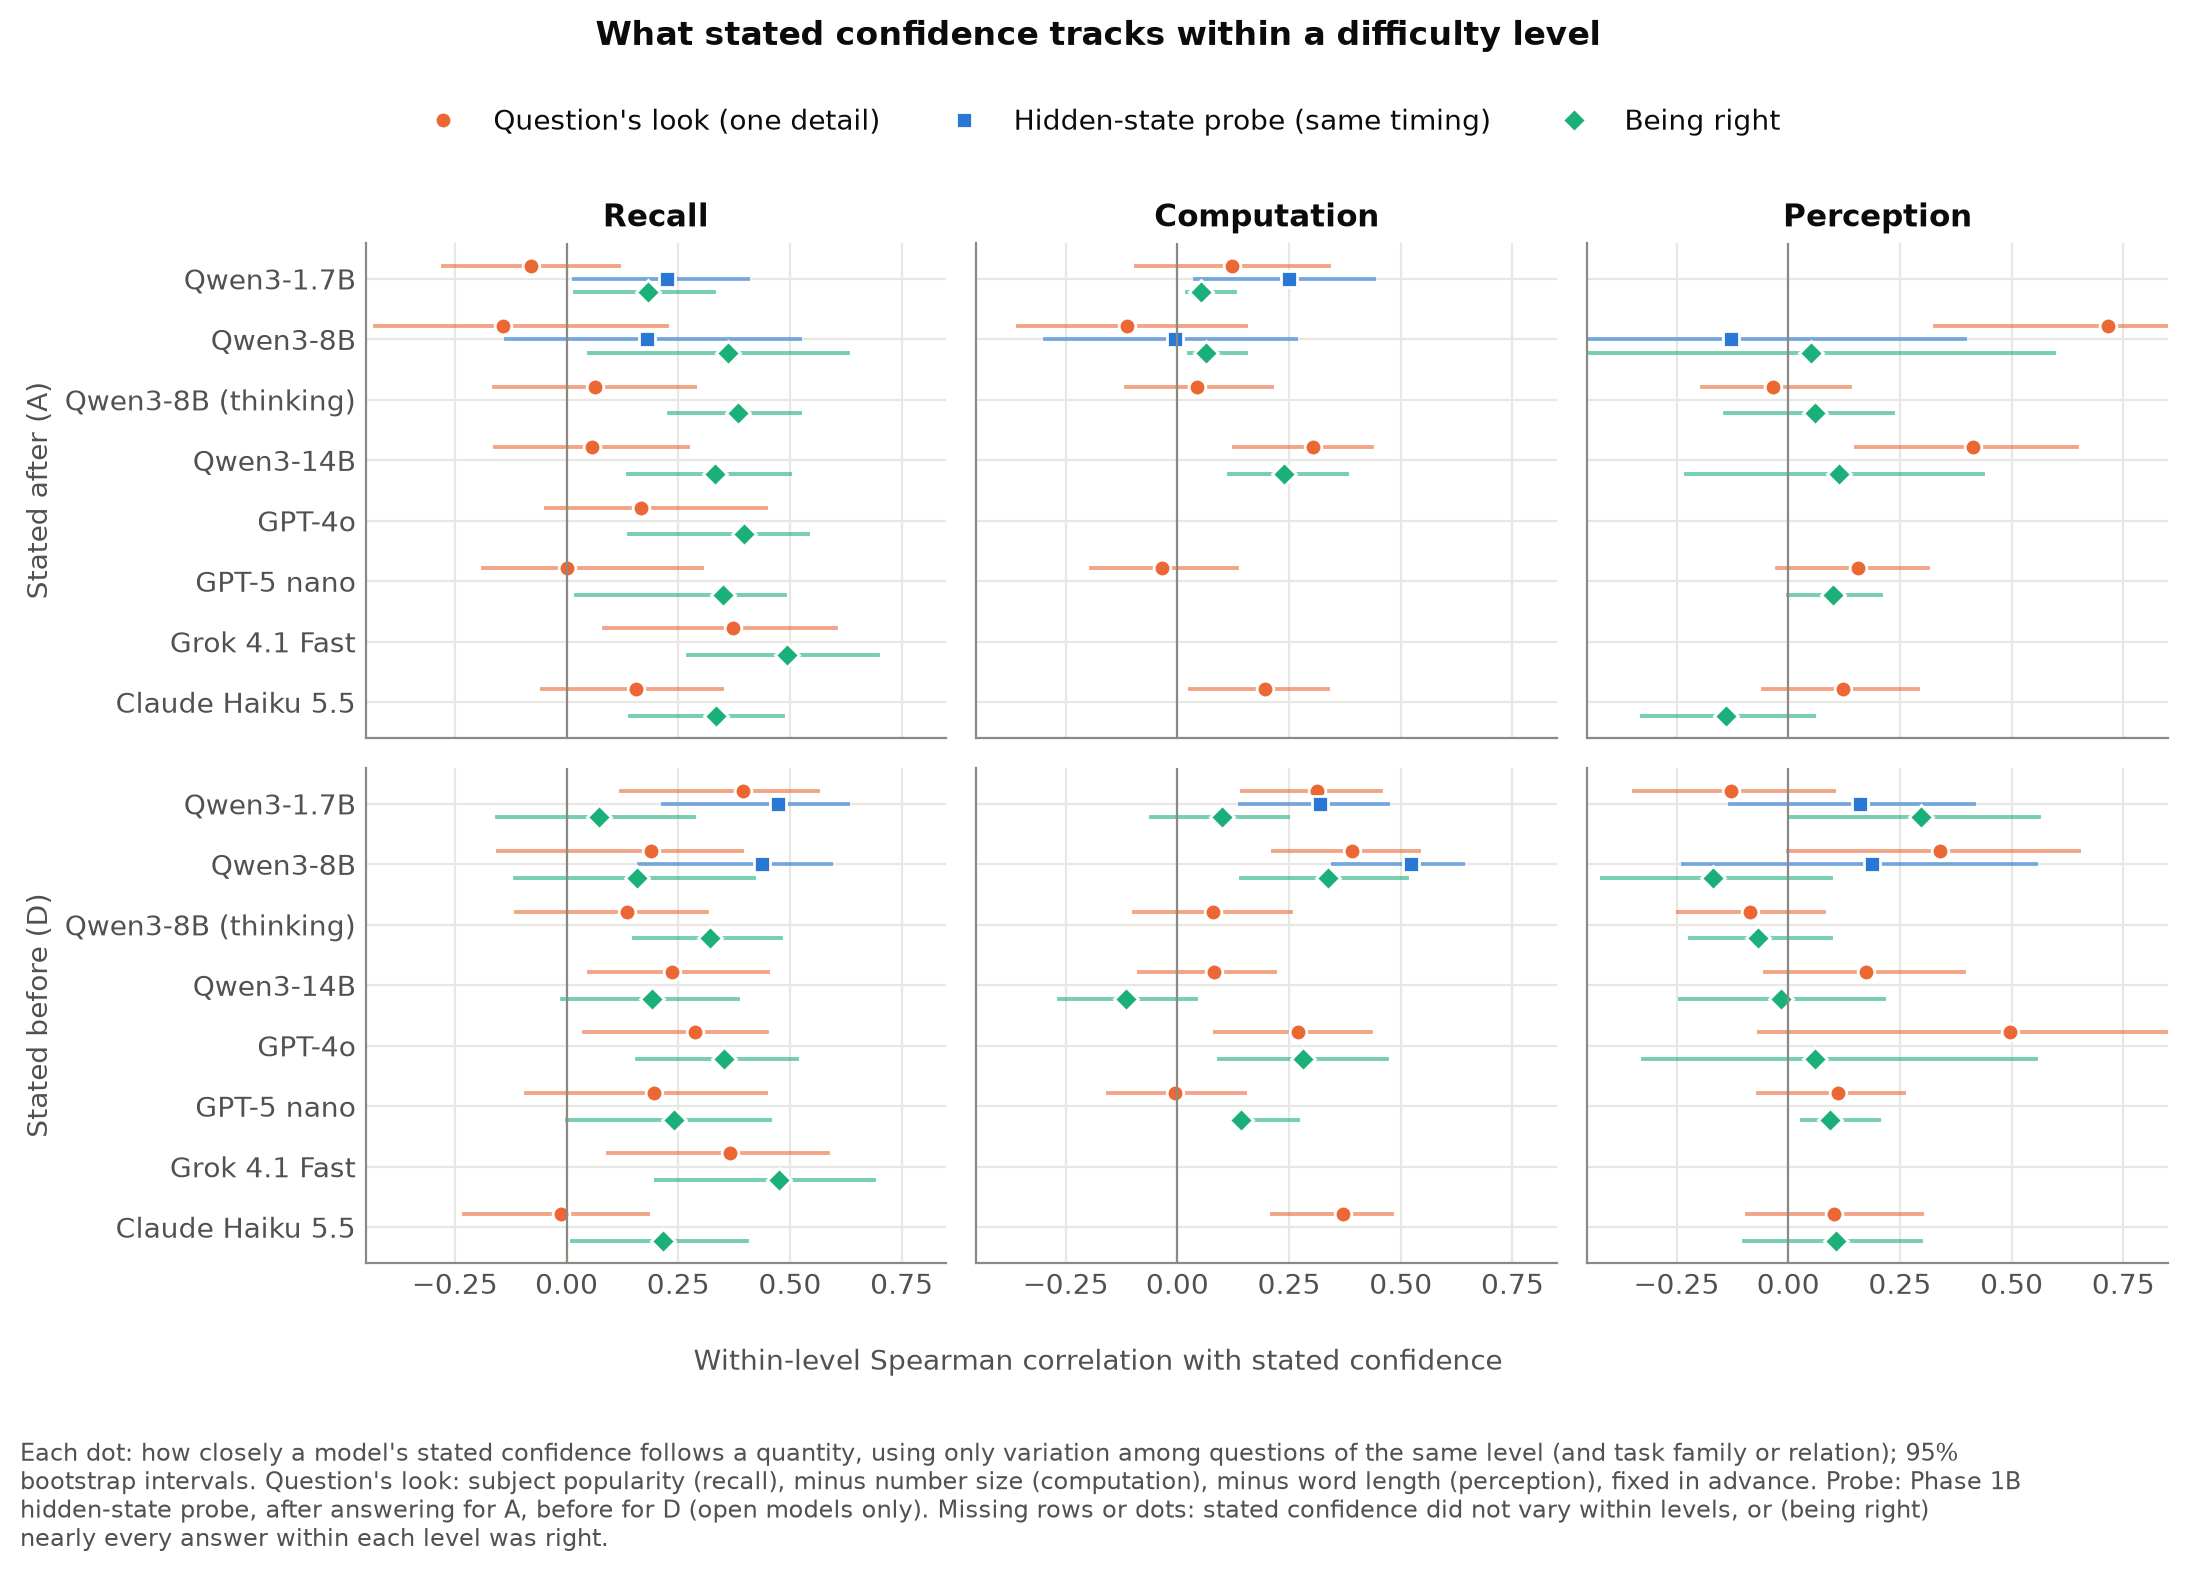 What stated confidence tracks within a difficulty level
Question's look (one detail)
Hidden-state probe (same timing)
Being right
Recall
Computation
Perception
Stated after (A)
Qwen3-1.7B
Qwen3-8B
Qwen3-8B (thinking)
Qwen3-14B
GPT-4o
GPT-5 nano
Grok 4.1 Fast
Claude Haiku 5.5
Stated before (D)
Qwen3-1.7B
Qwen3-8B
Qwen3-8B (thinking)
Qwen3-14B
GPT-4o
GPT-5 nano
Grok 4.1 Fast
Claude Haiku 5.5
−0.25 0.00 0.25 0.50 0.75
−0.25 0.00 0.25 0.50 0.75
−0.25 0.00 0.25 0.50 0.75
Within-level Spearman correlation with stated confidence
Each dot: how closely a model's stated confidence follows a quantity, using only variation among questions of the same level (and task family or relation); 95%
bootstrap intervals. Question's look: subject popularity (recall), minus number size (computation), minus word length (perception), fixed in advance. Probe: Phase 1B
hidden-state probe, after answering for A, before for D (open models only). Missing rows or dots: stated confidence did not vary within levels, or (being right)
nearly every answer within each level was right.